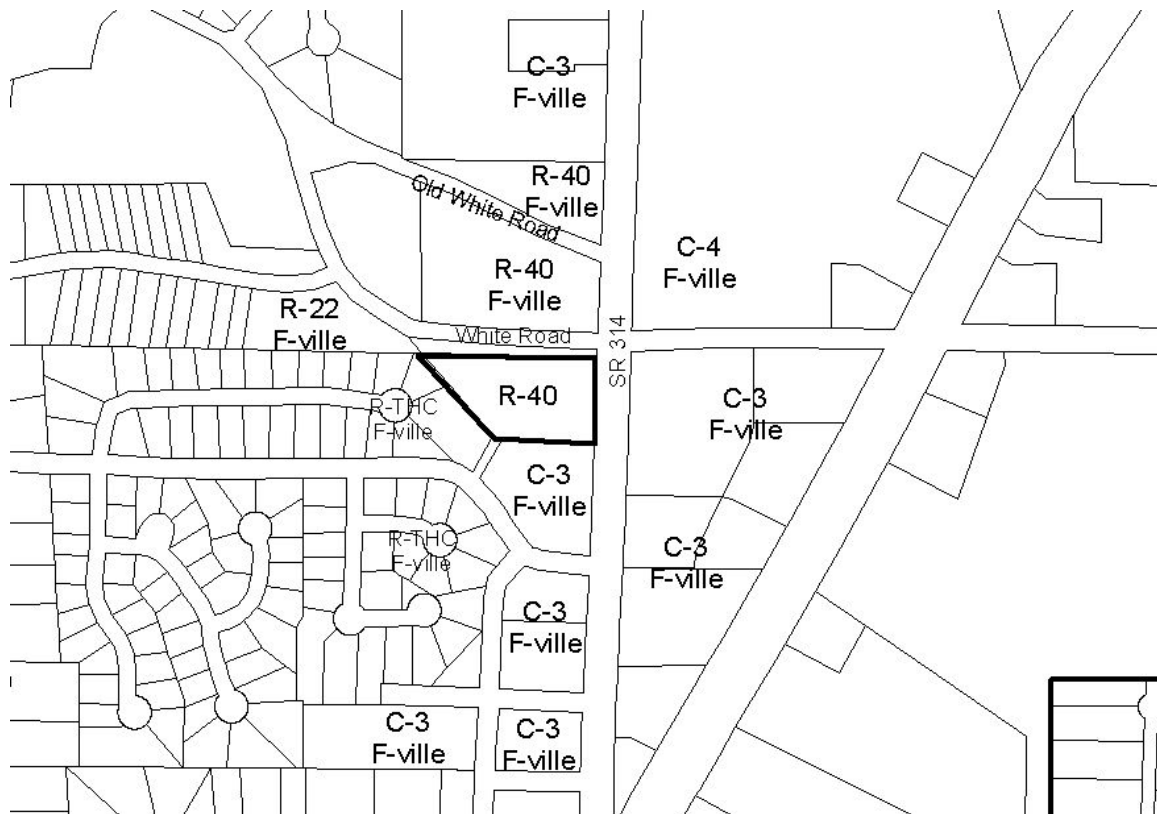 C-3
F-ville
R-40
F-ville
Old White Road
C-4
F-ville
R-40
F-ville
R-22
F-ville
White Road
SR 314
R-40
C-3
F-ville
R-THC
F-ville
C-3
F-ville
R-THC
F-ville
C-3
F-ville
C-3
F-ville
C-3
F-ville
C-3
F-ville